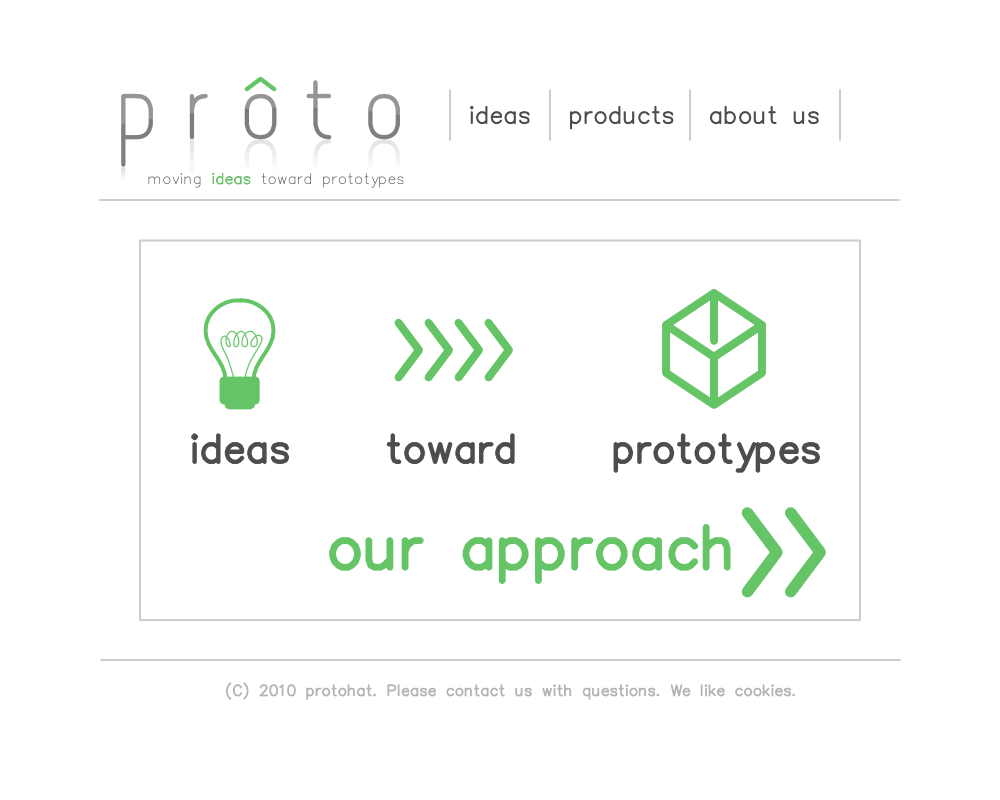 prôto
ideas products about us
moving ideas toward prototypes
ideas toward prototypes
our approach
(C) 2010 protohat. Please contact us with questions. We like cookies.